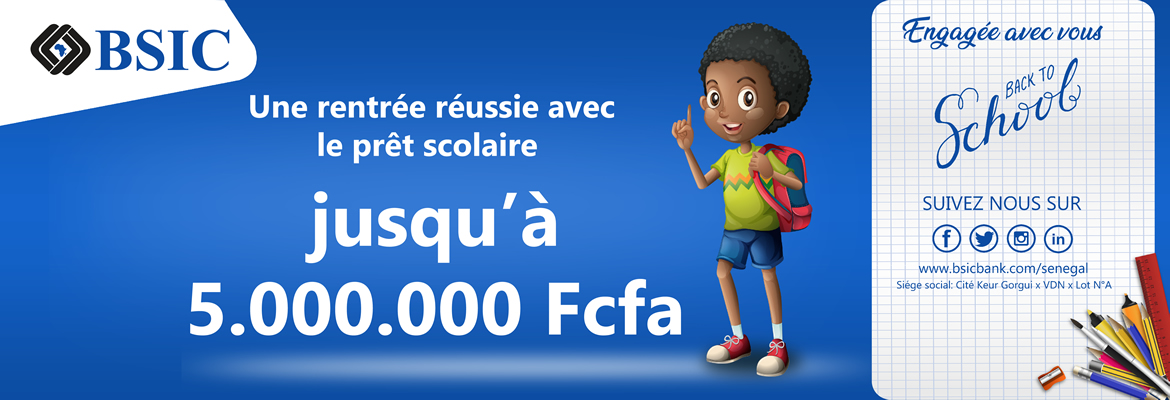 BSIC
Une rentrée réussie avec
le prêt scolaire
jusqu’à
5.000.000 Fcfa
Engagée avec vous
BACK TO
School
SUIVEZ NOUS SUR
www.bsicbank.com/senegal
Siége social: Cité Keur Gorgui x VDN x Lot N°A